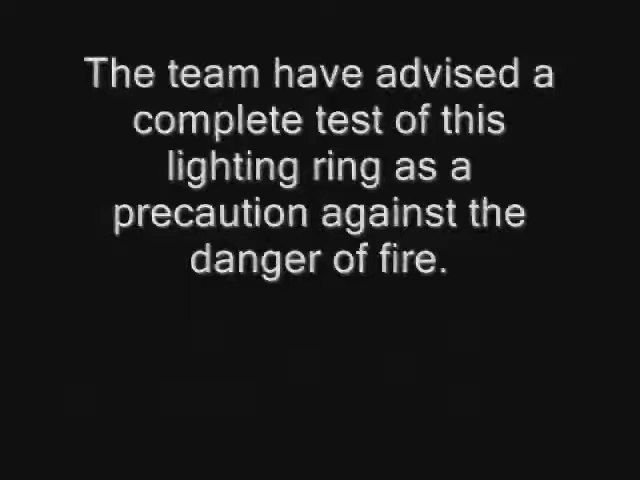 The team have advised a
complete test of this
lighting ring as a
precaution against the
danger of fire.